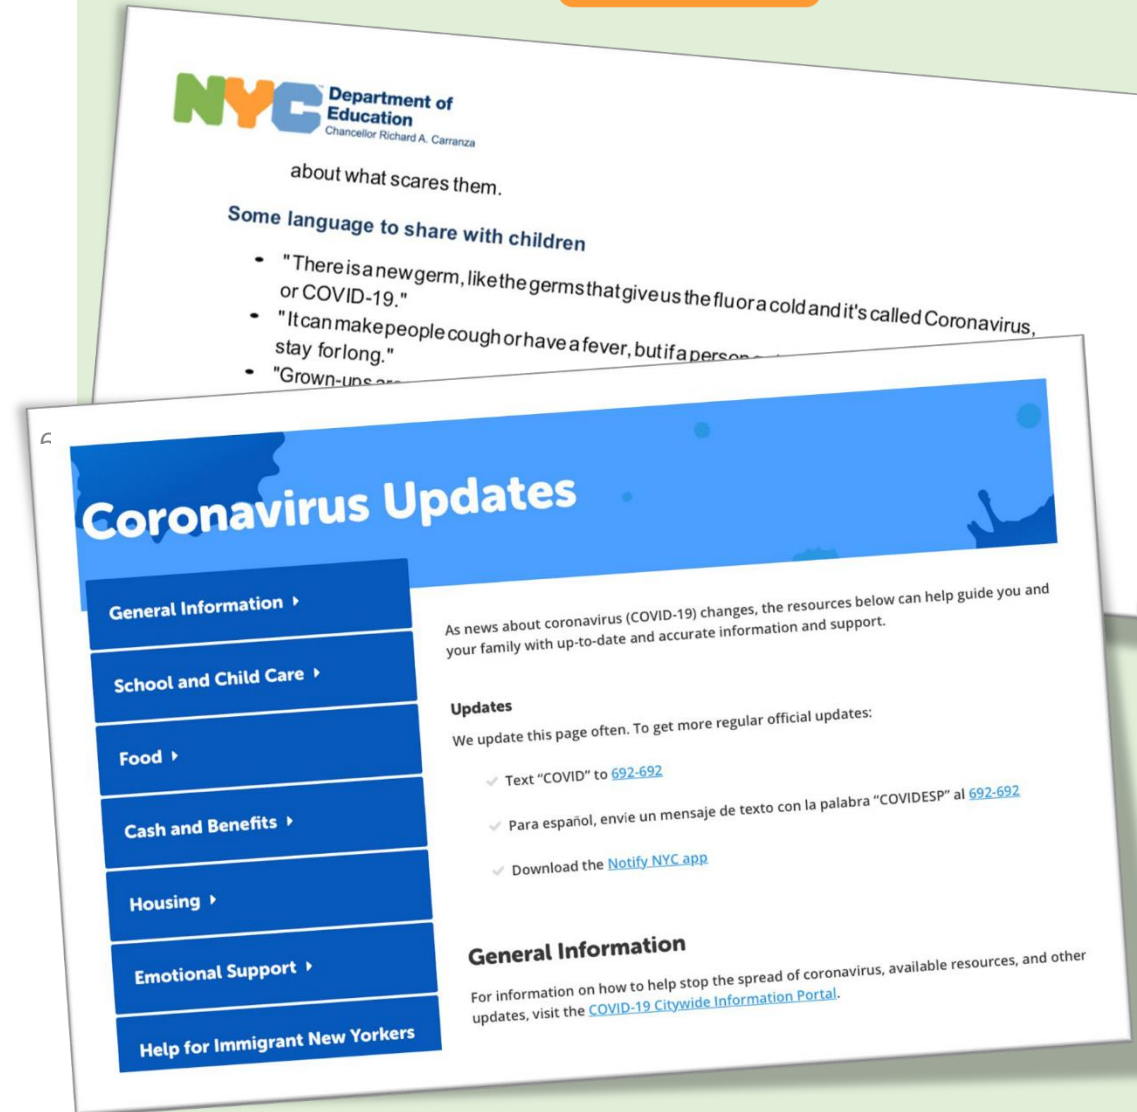 NYC Department of
Education
Chancellor Richard A. Carranza
about what scares them.
Some language to share with children
• "There is a new germ, like the germs that give us the flu or a cold and it's called Coronavirus,
or COVID-19."
• "It can make people cough or have a fever, but if a person
stay for long."
• "Grown-ups
Coronavirus Updates
General Information
School and Child Care
Food
Cash and Benefits
Housing
Emotional Support
Help for Immigrant New Yorkers
As news about coronavirus (COVID-19) changes, the resources below can help guide you and
your family with up-to-date and accurate information and support.
Updates
We update this page often. To get more regular official updates:
Text “COVID” to 692-692
Para español, envie un mensaje de texto con la palabra “COVIDESP” al 692-692
Download the Notify NYC app
General Information
For information on how to help stop the spread of coronavirus, available resources, and other
updates, visit the COVID-19 Citywide Information Portal.